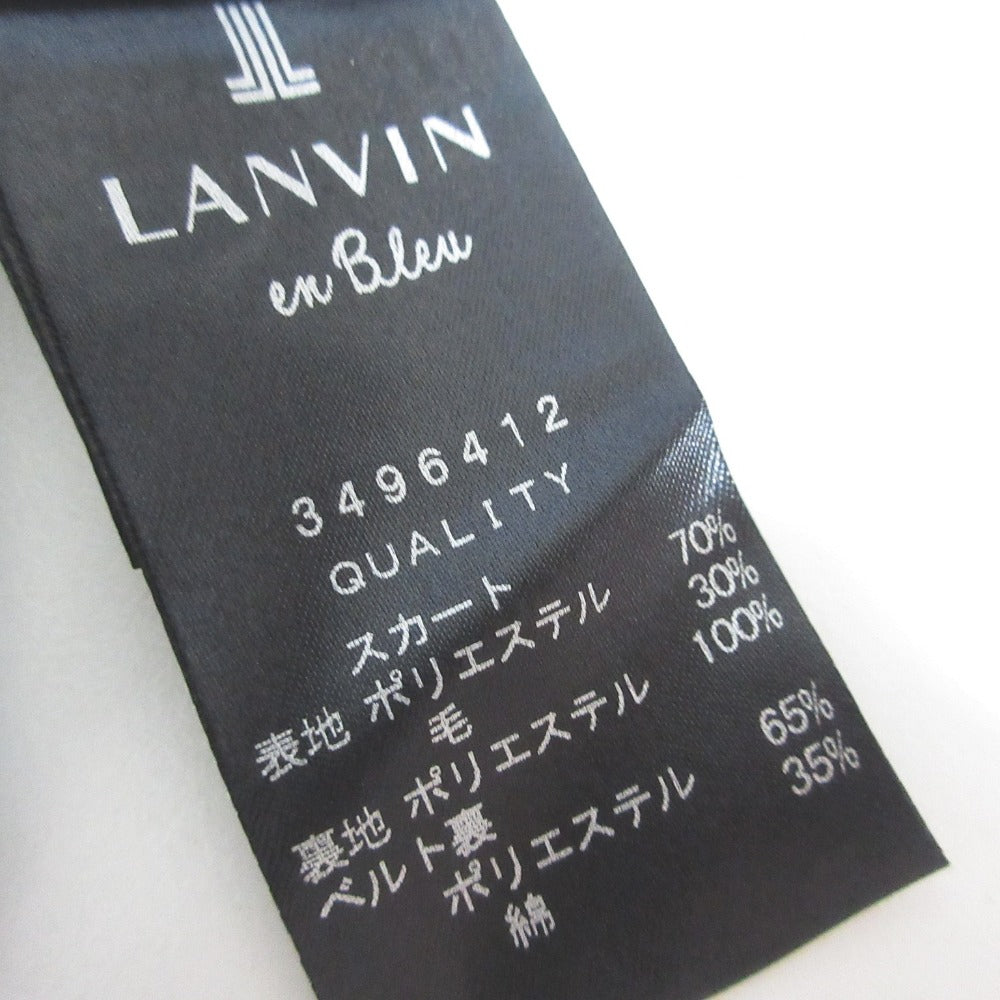 LANVIN
en Bleu
3496412
QUALITY
スカート
表地 ポリエステル 70%
毛 30%
裏地 ポリエステル 100%
ベルト裏
ポリエステル 65%
綿 35%